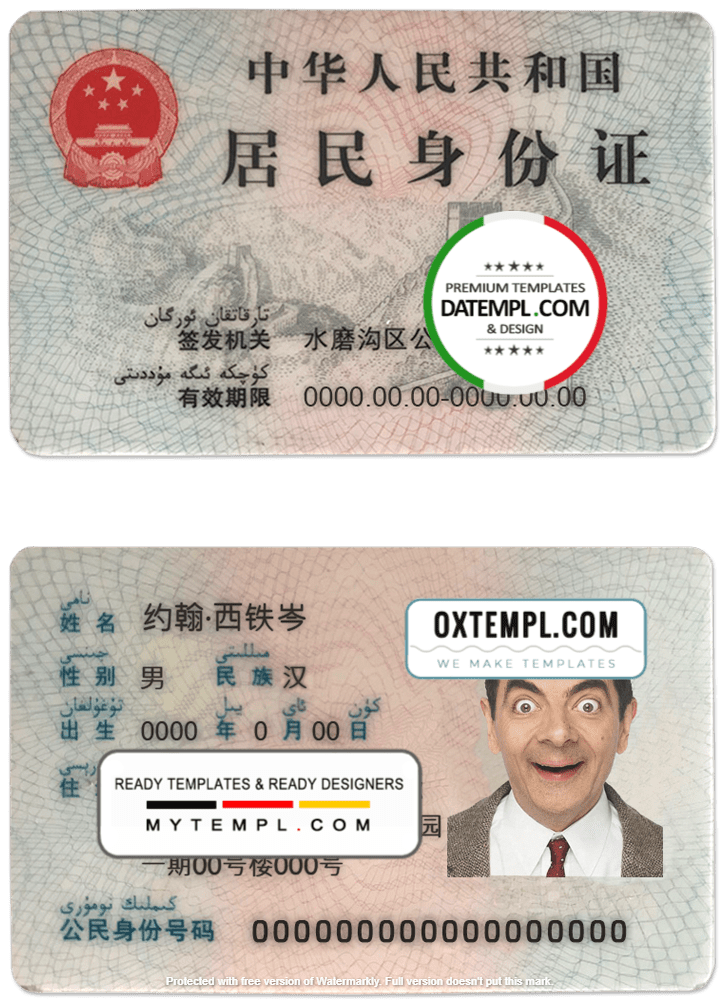 中华人民共和国
居民身份证
★★★★★
PREMIUM TEMPLATES
DATEMPL.COM
& DESIGN
★★★★★
تارقاتقان ئورگان
签发机关 水磨沟区公
كۈچكە ئىگە مۇددىتى
有效期限 0000.00.00-0000.00.00
نامى
姓名 约翰·西铁岑
OXTEMPL.COM
WE MAKE TEMPLATES
جىنسى مىللىتى
性别 男 民族 汉
تۇغۇلغان يىل ئاي كۈن
出生 0000 年 0 月 00 日
住
READY TEMPLATES & READY DESIGNERS
MYTEMPL.COM
园
一期00号楼000号
كىملىك نومۇرى
公民身份号码 000000000000000000
Protected with free version of Watermarkly. Full version doesn't put this mark.